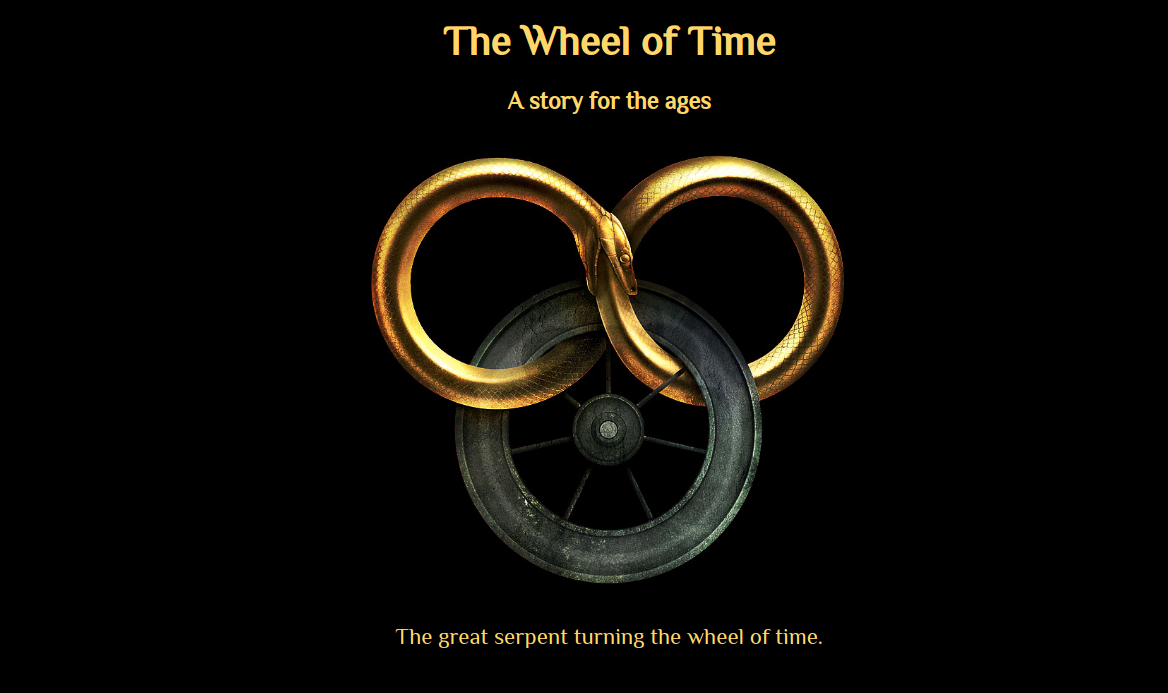 The Wheel of Time
A story for the ages
The great serpent turning the wheel of time.